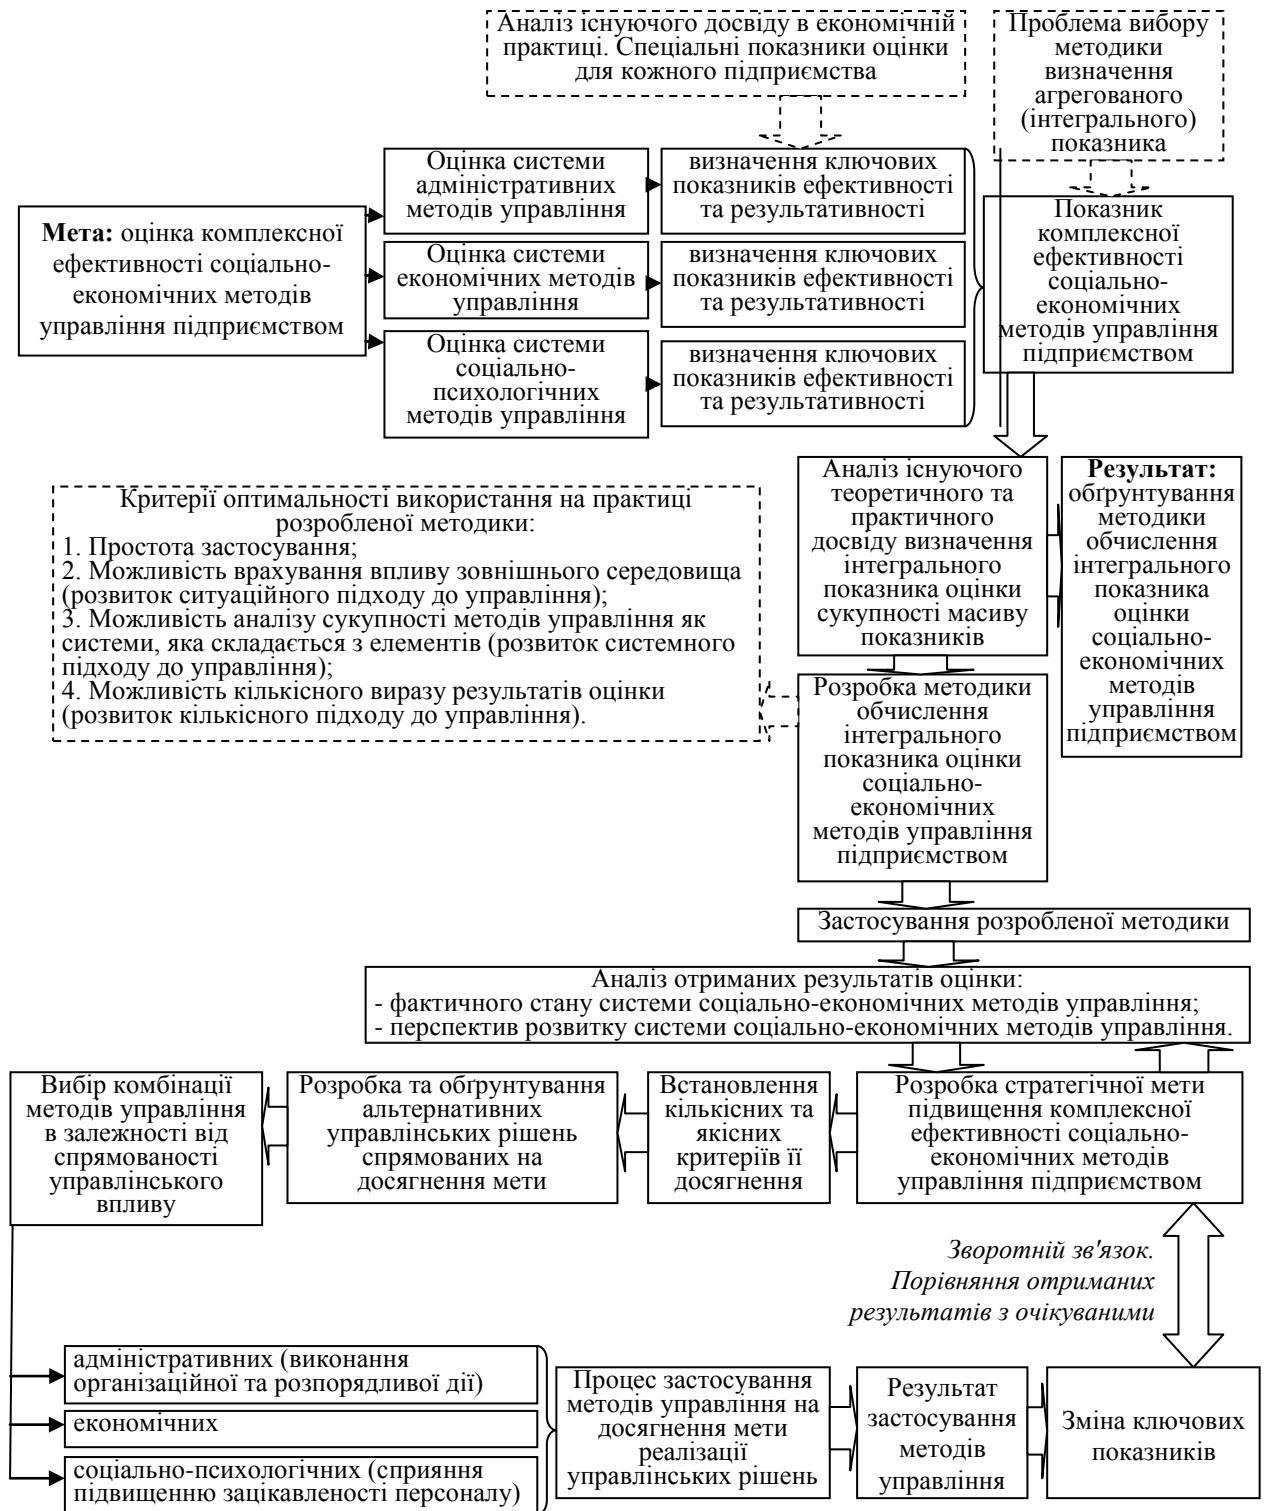 Аналіз існуючого досвіду в економічній
практиці. Спеціальні показники оцінки
для кожного підприємства
Проблема вибору
методики
визначення
агрегованого
(інтегрального)
показника
Мета: оцінка комплексної
ефективності соціально-
економічних методів
управління підприємством
Оцінка системи
адміністративних
методів управління
визначення ключових
показників ефективності
та результативності
Оцінка системи
економічних методів
управління
визначення ключових
показників ефективності
та результативності
Оцінка системи
соціально-
психологічних
методів управління
визначення ключових
показників ефективності
та результативності
Показник
комплексної
ефективності
соціально-
економічних
методів управління
підприємством
Критерії оптимальності використання на практиці
розробленої методики:
1. Простота застосування;
2. Можливість врахування впливу зовнішнього середовища
(розвиток ситуаційного підходу до управління);
3. Можливість аналізу сукупності методів управління як
системи, яка складається з елементів (розвиток системного
підходу до управління);
4. Можливість кількісного виразу результатів оцінки
(розвиток кількісного підходу до управління).
Аналіз існуючого
теоретичного та
практичного
досвіду визначення
інтегрального
показника оцінки
сукупності масиву
показників
Результат:
обґрунтування
методики
обчислення
інтегрального
показника
оцінки
соціально-
економічних
методів
управління
підприємством
Розробка методики
обчислення
інтегрального
показника оцінки
соціально-
економічних
методів управління
підприємством
Застосування розробленої методики
Аналіз отриманих результатів оцінки:
- фактичного стану системи соціально-економічних методів управління;
- перспектив розвитку системи соціально-економічних методів управління.
Вибір комбінації
методів управління
в залежності від
спрямованості
управлінського
впливу
Розробка та обґрунтування
альтернативних
управлінських рішень
спрямованих на
досягнення мети
Встановлення
кількісних та
якісних
критеріїв її
досягнення
Розробка стратегічної мети
підвищення комплексної
ефективності соціально-
економічних методів
управління підприємством
Зворотній зв'язок.
Порівняння отриманих
результатів з очікуваними
адміністративних (виконання
організаційної та розпорядливої дії)
економічних
соціально-психологічних (сприяння
підвищенню зацікавленості персоналу)
Процес застосування
методів управління на
досягнення мети
реалізації
управлінських рішень
Результат
застосування
методів
управління
Зміна ключових
показників